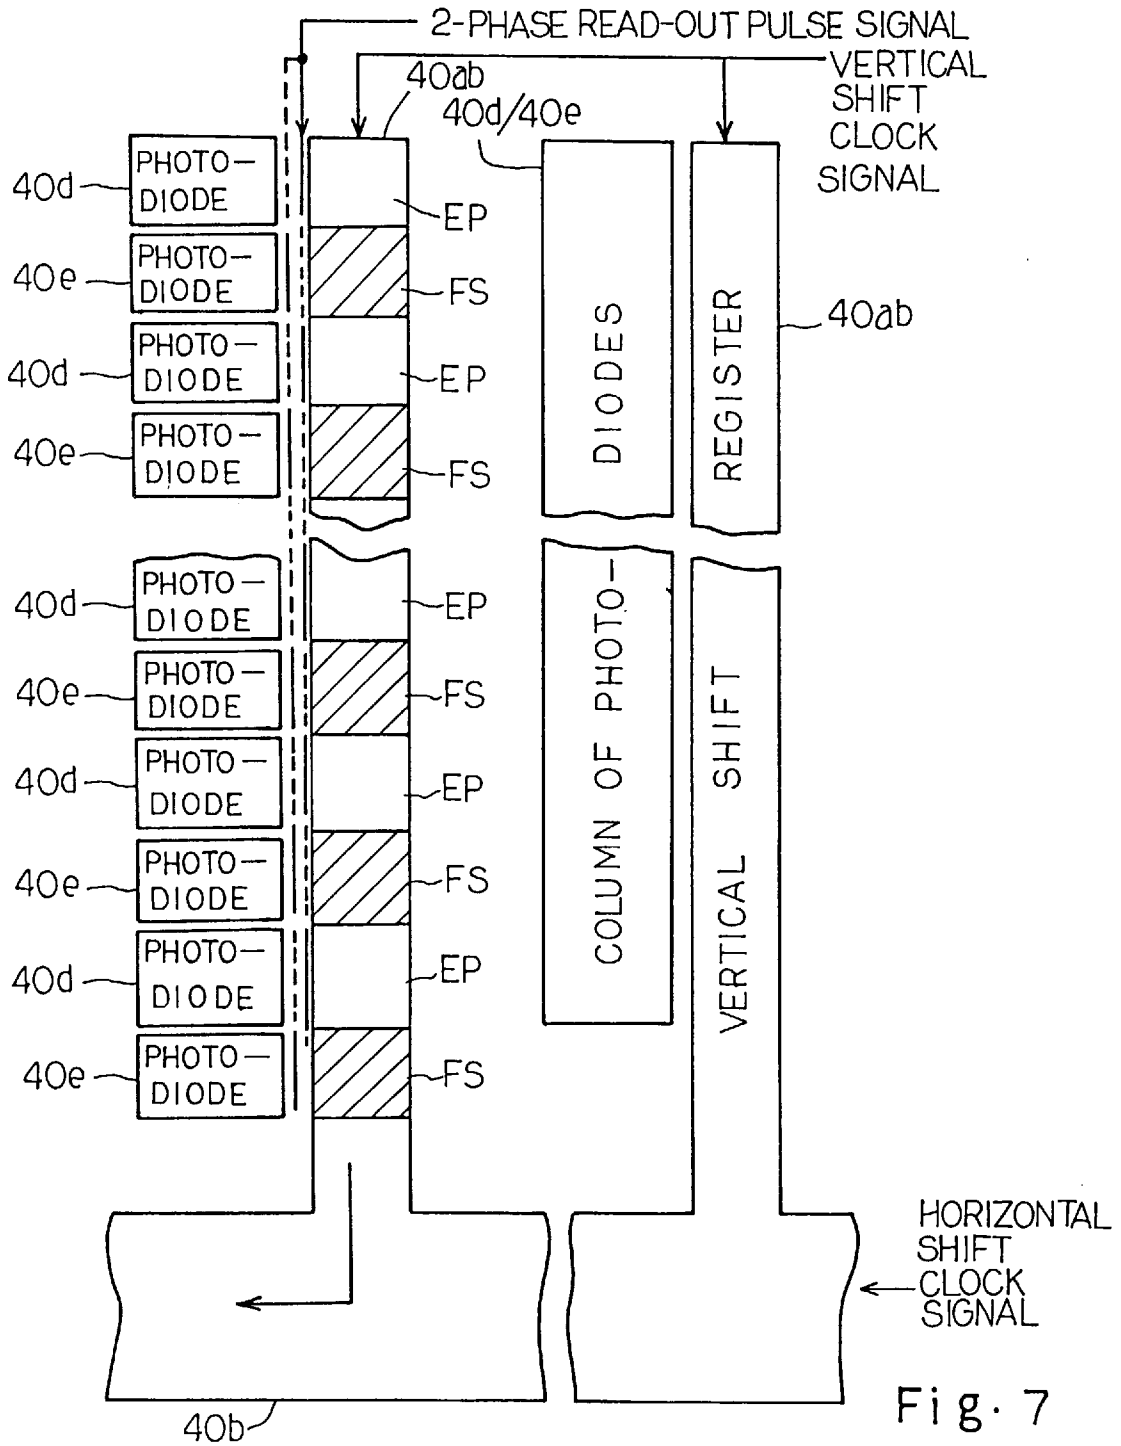 2-PHASE READ-OUT PULSE SIGNAL
VERTICAL
SHIFT
CLOCK
SIGNAL
40ab
40d/40e
40d
PHOTO-
DIODE
EP
40e
PHOTO-
DIODE
FS
40d
PHOTO-
DIODE
EP
40e
PHOTO-
DIODE
FS
40d
PHOTO-
DIODE
EP
40e
PHOTO-
DIODE
FS
40d
PHOTO-
DIODE
EP
40e
PHOTO-
DIODE
FS
40d
PHOTO-
DIODE
EP
40e
PHOTO-
DIODE
FS
COLUMN OF PHOTO-
DIODES
VERTICAL SHIFT
REGISTER
40ab
HORIZONTAL
SHIFT
CLOCK
SIGNAL
40b
Fig. 7